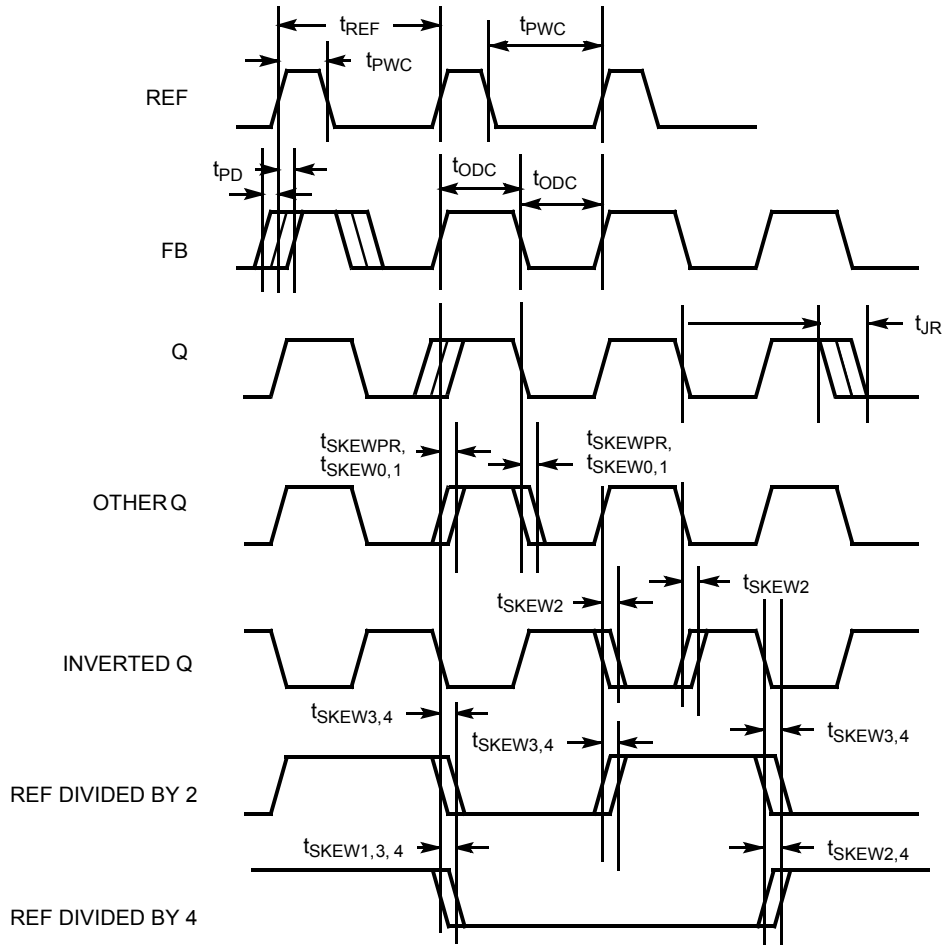 tREF
tPWC
tPWC
REF
tPD
tODC
tODC
FB
tJR
Q
tSKEWPR,
tSKEW0,1
tSKEWPR,
tSKEW0,1
OTHER Q
tSKEW2
tSKEW2
INVERTED Q
tSKEW3,4
tSKEW3,4
tSKEW3,4
REF DIVIDED BY 2
tSKEW1,3, 4
tSKEW2,4
REF DIVIDED BY 4